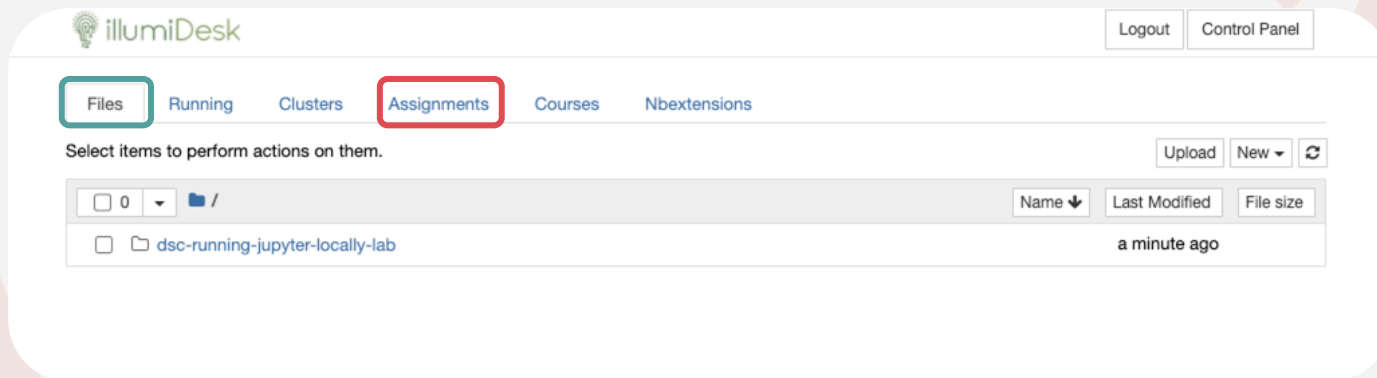 illumiDesk
Logout Control Panel
Files Running Clusters Assignments Courses Nbextensions
Select items to perform actions on them.
Upload New
0 /
Name Last Modified File size
dsc-running-jupyter-locally-lab
a minute ago